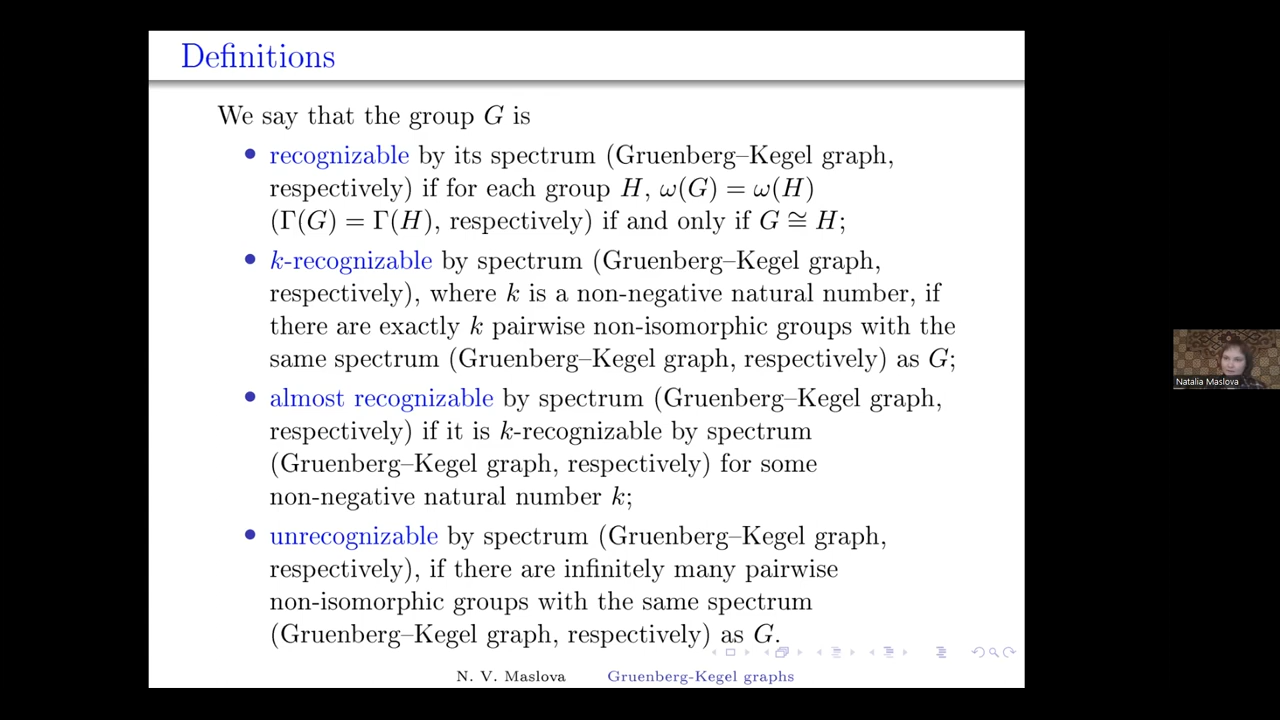 Definitions
We say that the group G is
• recognizable by its spectrum (Gruenberg–Kegel graph,
respectively) if for each group H, ω(G) = ω(H)
(Γ(G) = Γ(H), respectively) if and only if G ≅ H;
• k-recognizable by spectrum (Gruenberg–Kegel graph,
respectively), where k is a non-negative natural number, if
there are exactly k pairwise non-isomorphic groups with the
same spectrum (Gruenberg–Kegel graph, respectively) as G;
• almost recognizable by spectrum (Gruenberg–Kegel graph,
respectively) if it is k-recognizable by spectrum
(Gruenberg–Kegel graph, respectively) for some
non-negative natural number k;
• unrecognizable by spectrum (Gruenberg–Kegel graph,
respectively), if there are infinitely many pairwise
non-isomorphic groups with the same spectrum
(Gruenberg–Kegel graph, respectively) as G.
N. V. Maslova Gruenberg-Kegel graphs
Natalia Maslova